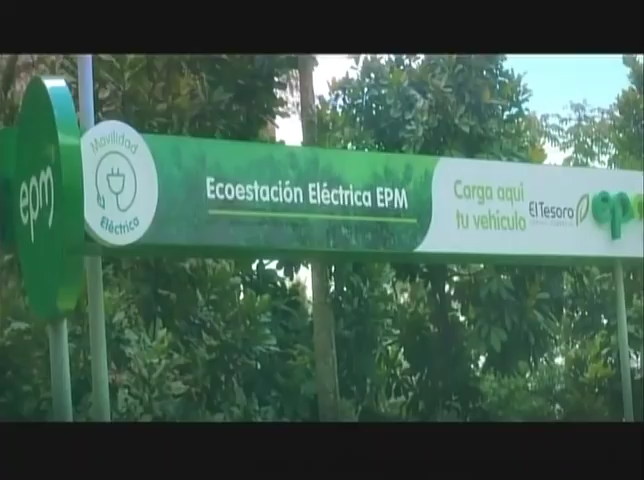 epm
Movilidad
Eléctrica
Ecoestación Eléctrica EPM
Carga aquí
tu vehículo
El Tesoro